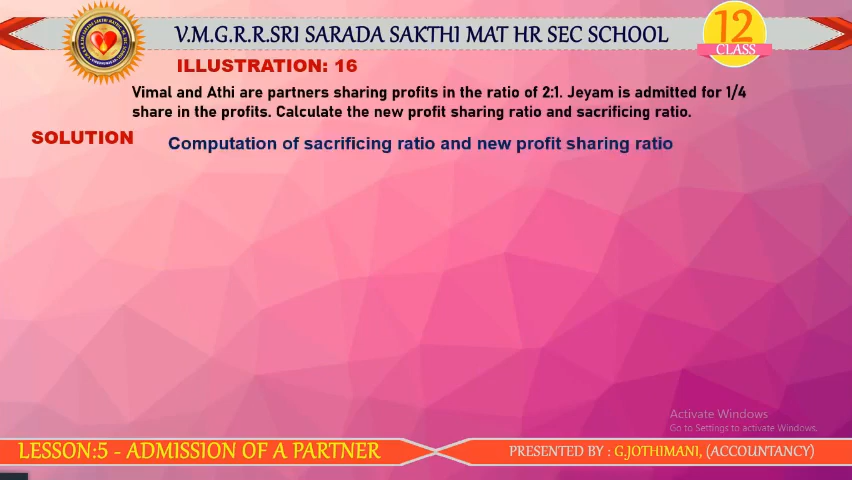 V.M.G.R.R.SRI SARADA SAKTHI MAT HR SEC SCHOOL
12
CLASS
ILLUSTRATION: 16
Vimal and Athi are partners sharing profits in the ratio of 2:1. Jeyam is admitted for 1/4
share in the profits. Calculate the new profit sharing ratio and sacrificing ratio.
SOLUTION
Computation of sacrificing ratio and new profit sharing ratio
Activate Windows
Go to Settings to activate Windows.
LESSON:5 - ADMISSION OF A PARTNER
PRESENTED BY : G.JOTHIMANI, (ACCOUNTANCY)